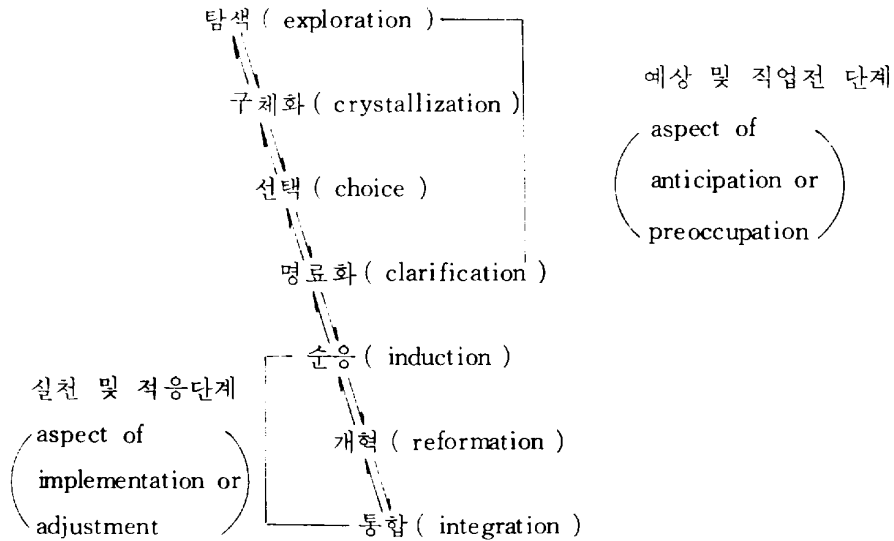 탐색 ( exploration )
구체화 ( crystallization )
선택 ( choice )
명료화 ( clarification )
예상 및 직업전 단계
aspect of
anticipation or
preoccupation
순응 ( induction )
개혁 ( reformation )
통합 ( integration )
실천 및 적응단계
aspect of
implementation or
adjustment